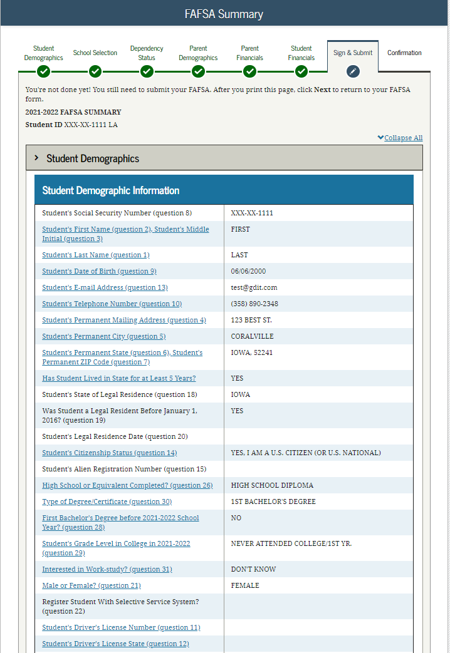 FAFSA Summary
Student
Demographics
School Selection
Dependency
Status
Parent
Demographics
Parent
Financials
Student
Financials
Sign & Submit
Confirmation
You're not done yet! You still need to submit your FAFSA. After you print this page, click Next to return to your FAFSA
form.
2021-2022 FAFSA SUMMARY
Student ID XXX-XX-1111 LA
Collapse All
Student Demographics
Student Demographic Information
Student's Social Security Number (question 8) XXX-XX-1111
Student's First Name (question 2), Student's Middle FIRST
Initial (question 3)
Student's Last Name (question 1) LAST
Student's Date of Birth (question 9) 06/06/2000
Student's E-mail Address (question 13) test@gdit.com
Student's Telephone Number (question 10) (358) 890-2348
Student's Permanent Mailing Address (question 4) 123 BEST ST.
Student's Permanent City (question 5) CORALVILLE
Student's Permanent State (question 6), Student's IOWA, 52241
Permanent ZIP Code (question 7)
Has Student Lived in State for at Least 5 Years? YES
Student's State of Legal Residence (question 18) IOWA
Was Student a Legal Resident Before January 1, YES
2016? (question 19)
Student's Legal Residence Date (question 20)
Student's Citizenship Status (question 14) YES, I AM A U.S. CITIZEN (OR U.S. NATIONAL)
Student's Alien Registration Number (question 15)
High School or Equivalent Completed? (question 26) HIGH SCHOOL DIPLOMA
Type of Degree/Certificate (question 30) 1ST BACHELOR'S DEGREE
First Bachelor's Degree before 2021-2022 School NO
Year? (question 28)
Student's Grade Level in College in 2021-2022 NEVER ATTENDED COLLEGE/1ST YR.
(question 29)
Interested in Work-study? (question 31) DON'T KNOW
Male or Female? (question 21) FEMALE
Register Student With Selective Service System?
(question 22)
Student's Driver's License Number (question 11)
Student's Driver's License State (question 12)